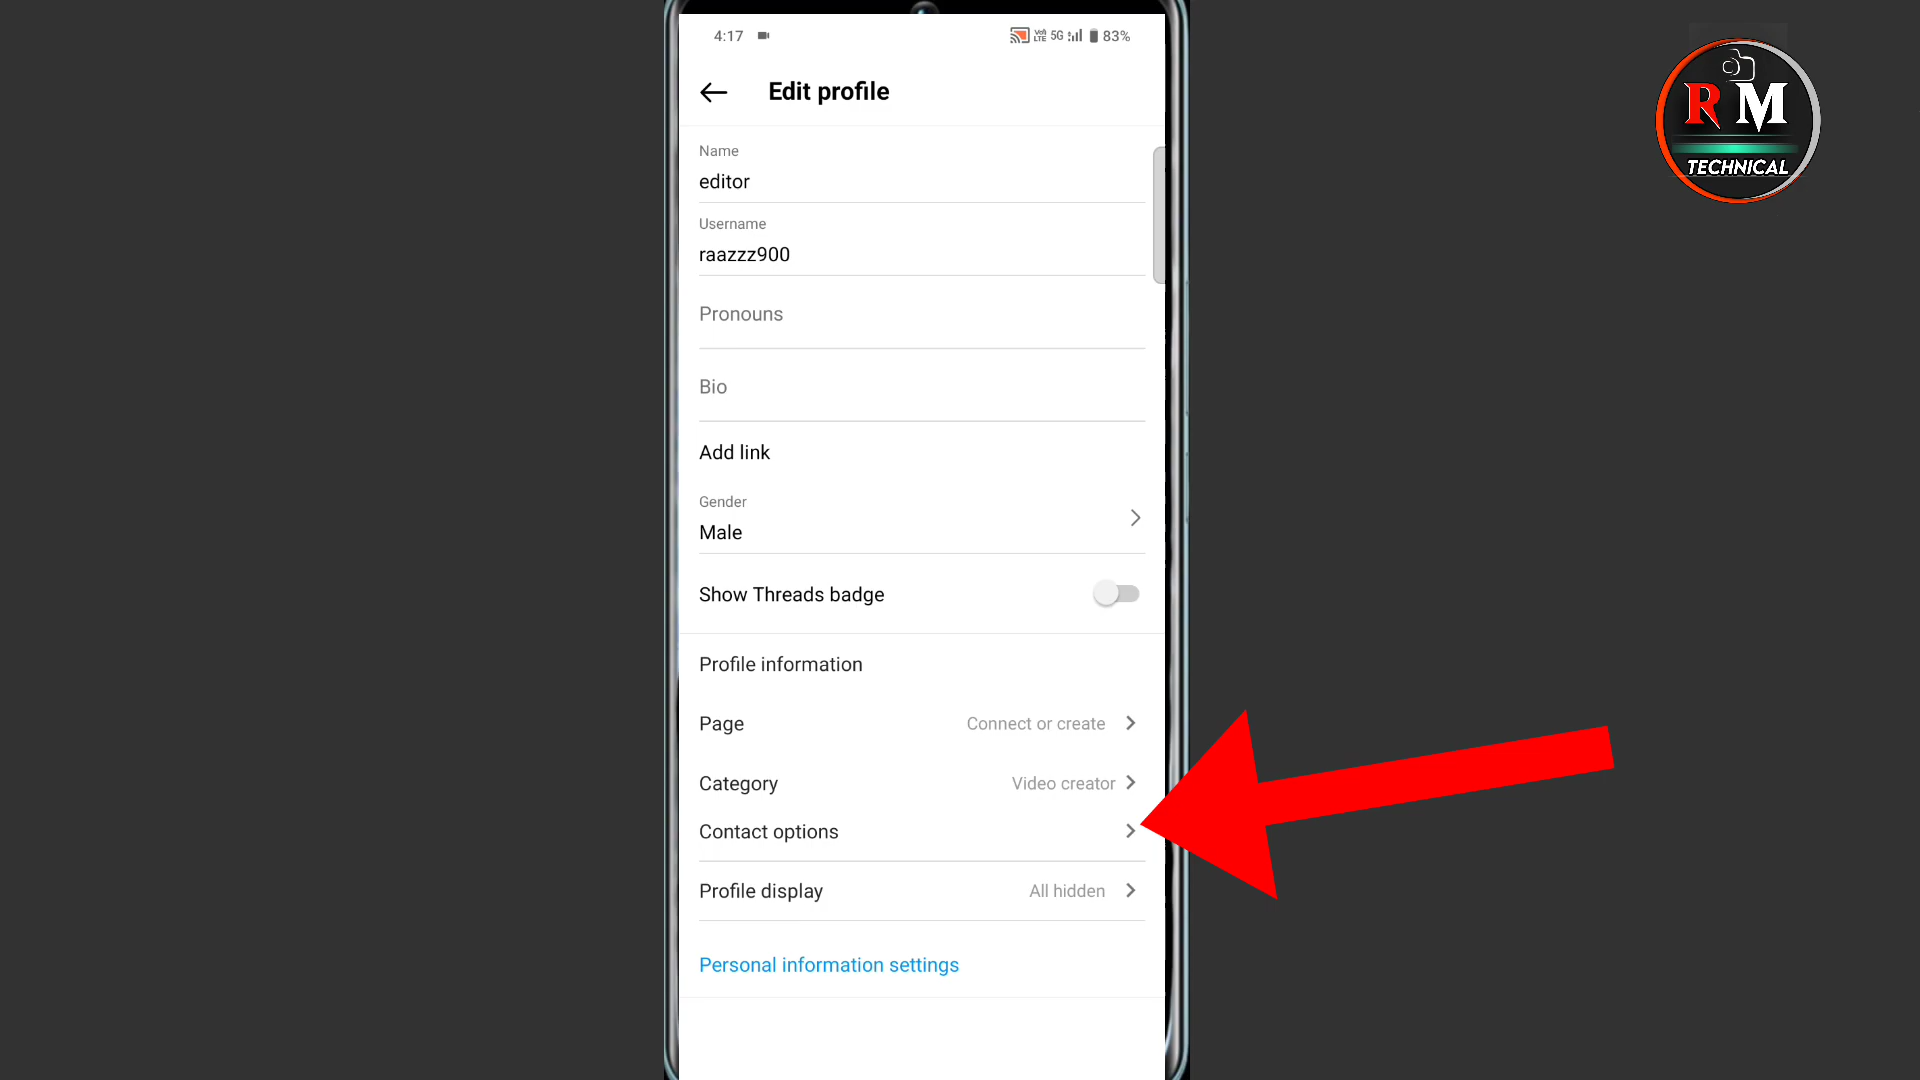 4:17
Vo) LTE 5G 83%
Edit profile
Name
editor
Username
raazzz900
Pronouns
Bio
Add link
Gender
Male
Show Threads badge
Profile information
Page Connect or create
Category Video creator
Contact options
Profile display All hidden
Personal information settings
RM
TECHNICAL